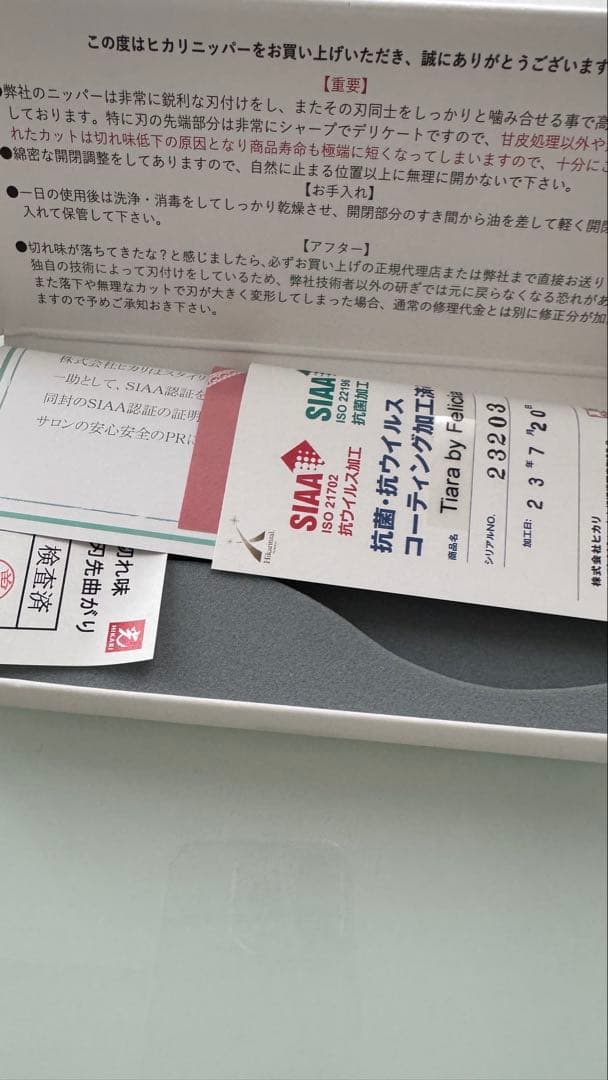 この度はヒカリニッパーをお買い上げいただき、誠にありがとうございます
【重要】
●弊社のニッパーは非常に鋭利な刃付けをし、またその刃同士をしっかりと噛み合せる事で高
しております。特に刃の先端部分は非常にシャープでデリケートですので、甘皮処理以外や
れたカットは切れ味低下の原因となり商品寿命も極端に短くなってしまいますので、十分に
●綿密な開閉調整をしてありますので、自然に止まる位置以上に無理に開かないで下さい。
【お手入れ】
●一日の使用後は洗浄・消毒をしてしっかり乾燥させ、開閉部分のすき間から油を差して軽く開閉
入れて保管して下さい。
【アフター】
●切れ味が落ちてきたな？と感じましたら、必ずお買い上げの正規代理店または弊社まで直接お送り
独自の技術によって刃付けをしているため、弊社技術者以外の研ぎでは元に戻らなくなる恐れがあ
また落下や無理なカットで刃が大きく変形してしまった場合、通常の修理代金とは別に修正分が加
ますので予めご承知おき下さい。
株式会社ヒカリはスタイリ
一助として、SIAA認証を
同封のSIAA認証の証明
サロンの安心安全のPRに
SIAA
ISO 21702
抗ウイルス加工
SIAA
ISO 22196
抗菌加工
抗菌・抗ウイルス
コーティング加工済
商品名 Tiara by Felicia
シリアルNO. 23203
加工日: 23年7月20日
株式会社ヒカリ
Hikarinail
切れ味
刃先曲がり
検査済
HIKARI